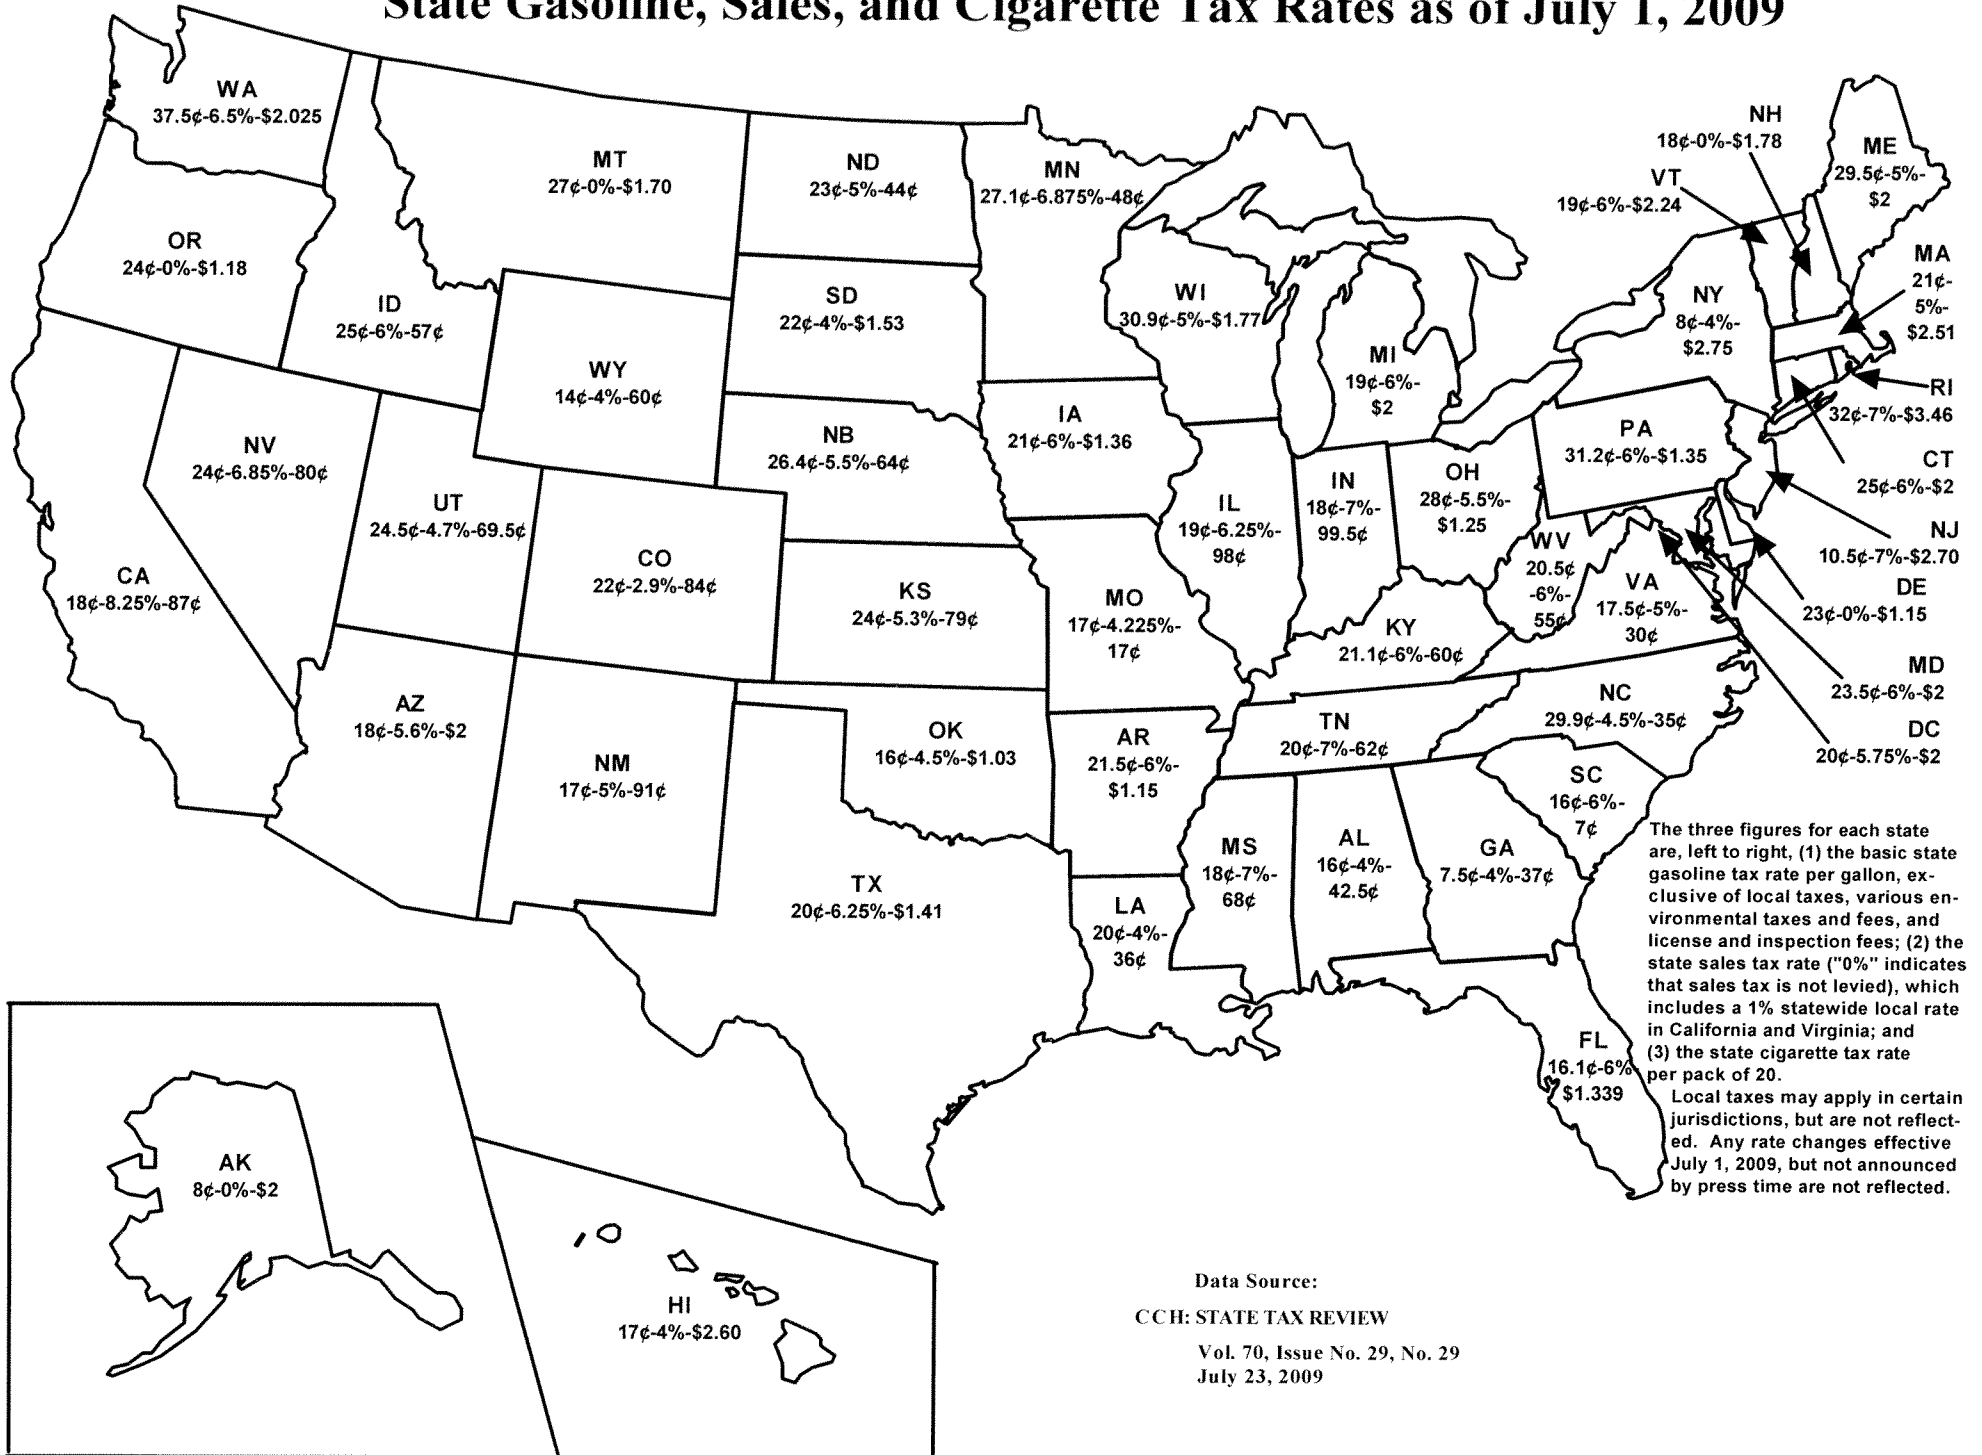 State Gasoline, Sales, and Cigarette Tax Rates as of July 1, 2009
WA
37.5¢-6.5%-$2.025
MT
27¢-0%-$1.70
ND
23¢-5%-44¢
MN
27.1¢-6.875%-48¢
NH
18¢-0%-$1.78
VT
19¢-6%-$2.24
ME
29.5¢-5%-
$2
OR
24¢-0%-$1.18
ID
25¢-6%-57¢
SD
22¢-4%-$1.53
WI
30.9¢-5%-$1.77
NY
8¢-4%-
$2.75
MA
21¢-
5%-
$2.51
WY
14¢-4%-60¢
MI
19¢-6%-
$2
RI
32¢-7%-$3.46
NV
24¢-6.85%-80¢
NB
26.4¢-5.5%-64¢
IA
21¢-6%-$1.36
PA
31.2¢-6%-$1.35
CT
25¢-6%-$2
UT
24.5¢-4.7%-69.5¢
IL
19¢-6.25%-
98¢
IN
18¢-7%-
99.5¢
OH
28¢-5.5%-
$1.25
NJ
10.5¢-7%-$2.70
CA
18¢-8.25%-87¢
CO
22¢-2.9%-84¢
KS
24¢-5.3%-79¢
MO
17¢-4.225%-
17¢
KY
21.1¢-6%-60¢
WV
20.5¢
-6%-
55¢
VA
17.5¢-5%-
30¢
DE
23¢-0%-$1.15
MD
23.5¢-6%-$2
DC
20¢-5.75%-$2
AZ
18¢-5.6%-$2
NM
17¢-5%-91¢
OK
16¢-4.5%-$1.03
AR
21.5¢-6%-
$1.15
TN
20¢-7%-62¢
NC
29.9¢-4.5%-35¢
SC
16¢-6%-
7¢
TX
20¢-6.25%-$1.41
LA
20¢-4%-
36¢
MS
18¢-7%-
68¢
AL
16¢-4%-
42.5¢
GA
7.5¢-4%-37¢
FL
16.1¢-6%-
$1.339
The three figures for each state
are, left to right, (1) the basic state
gasoline tax rate per gallon, ex-
clusive of local taxes, various en-
vironmental taxes and fees, and
license and inspection fees; (2) the
state sales tax rate ("0%" indicates
that sales tax is not levied), which
includes a 1% statewide local rate
in California and Virginia; and
(3) the state cigarette tax rate
per pack of 20.
Local taxes may apply in certain
jurisdictions, but are not reflect-
ed. Any rate changes effective
July 1, 2009, but not announced
by press time are not reflected.
AK
8¢-0%-$2
HI
17¢-4%-$2.60
Data Source:
CCH: STATE TAX REVIEW
Vol. 70, Issue No. 29, No. 29
July 23, 2009